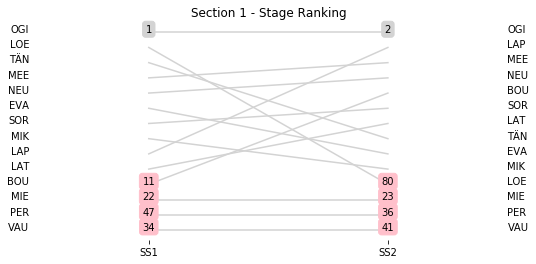 Section 1 - Stage Ranking
OGI 1 2 OGI
LOE LAP
TÄN MEE
MEE NEU
NEU BOU
EVA SOR
SOR LAT
MIK TÄN
LAP EVA
LAT MIK
BOU 11 80 LOE
MIE 22 23 MIE
PER 47 36 PER
VAU 34 41 VAU
SS1 SS2